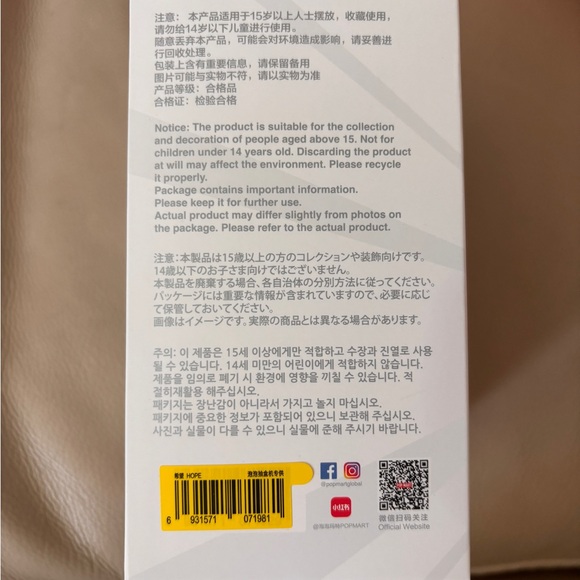 注意：本产品适用于15岁以上人士摆放，收藏使用，
请勿给14岁以下儿童进行使用。
随意丢弃本产品，可能会对环境造成影响，请妥善进
行回收处理。
包装上含有重要信息，请保留备用
图片可能与实物不符，请以实物为准
产品等级：合格品
合格证：检验合格
Notice: The product is suitable for the collection
and decoration of people aged above 15. Not for
children under 14 years old. Discarding the product
at will may affect the environment. Please recycle
it properly.
Package contains important information.
Please keep it for further use.
Actual product may differ slightly from photos on
the package. Please refer to the actual product.
注意：本製品は15歳以上の方のコレクションや装飾向けです。
14歳以下のお子さま向けではございません。
本製品を廃棄する場合、各自治体の分別方法に従ってください。
パッケージには重要な情報が含まれていますので、必要に応じ
て保管しておいてください。
画像はイメージです。実際の商品とは異なる場合があります。
주의: 이 제품은 15세 이상에게만 적합하고 수장과 진열로 사용
될 수 있습니다. 14세 미만의 어린이에게 적합하지 않습니다.
제품을 임의로 폐기 시 환경에 영향을 끼칠 수 있습니다. 적
절히재활용 해주십시오.
패키지는 장난감이 아니라서 가지고 놀지 마십시오.
패키지에 중요한 정보가 포함되어 있으니 보관해 주십시오.
사진과 실물이 다를 수 있으니 실물에 준해 주시기 바랍니다.
希望 HOPE 泡泡抽盒机专供
6 931571 071981
@popmartglobal
小红书
@泡泡玛特POPMART
微信扫码关注
Official Website